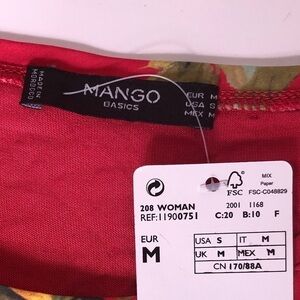 MADE IN
MOROCCO
MANGO
BASICS
EUR M
USA S
MEX M
FSC
MIX
Paper
FSC-C048829
208 WOMAN
REF:11900751
2001 1168
C:20 B:10 F
EUR
M
USA S IT M
UK M MEX M
CN 170/88A